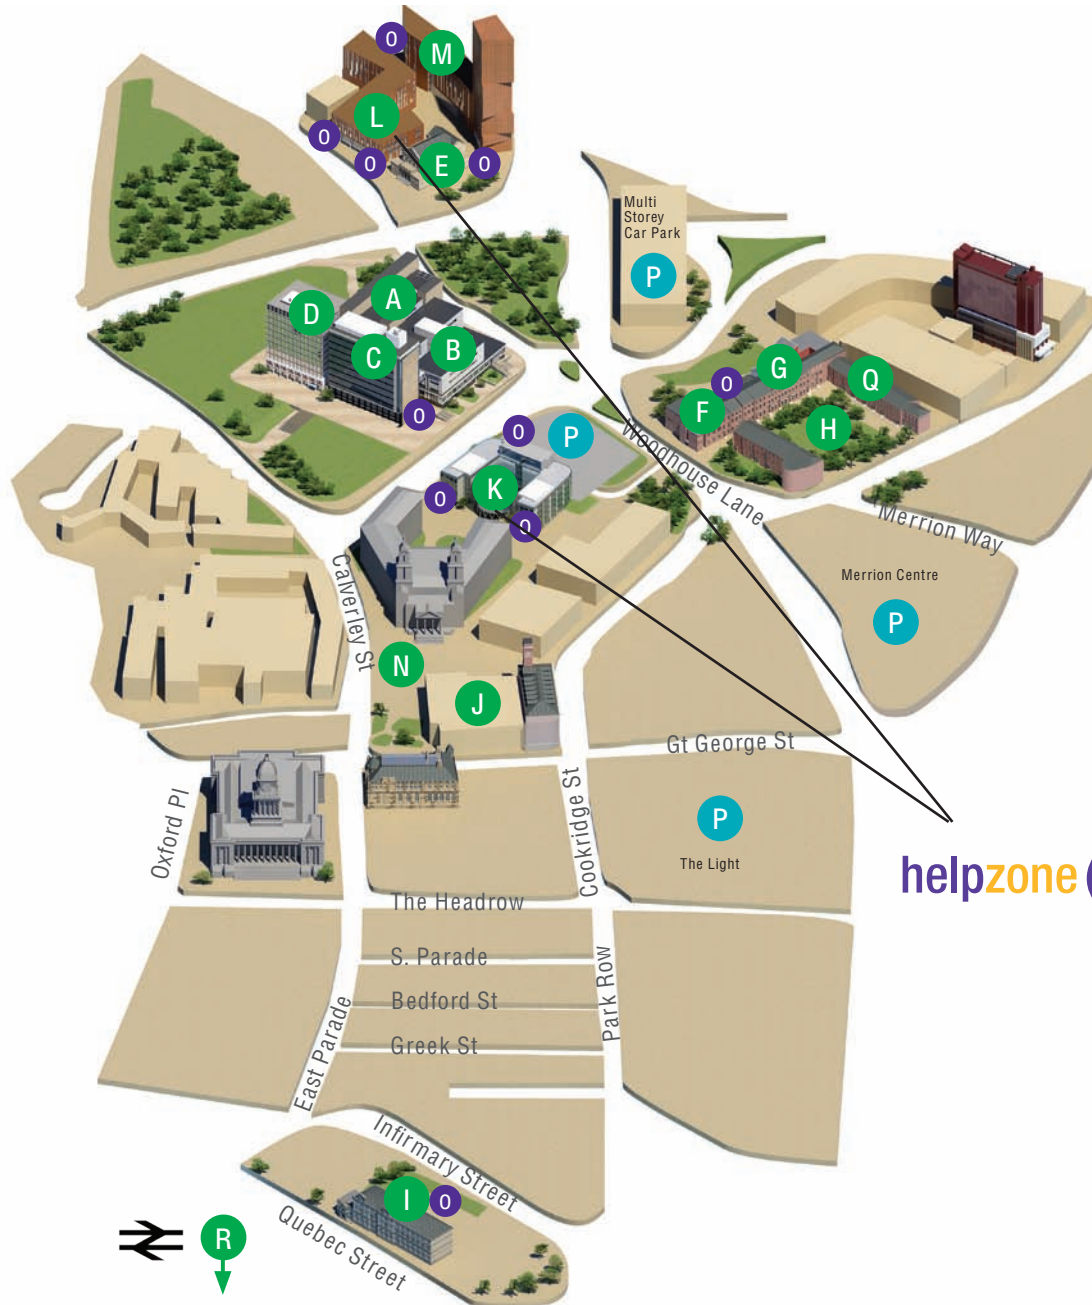 M
O
L
O
O
E
O
Multi
Storey
Car Park
P
A
D
C
B
O
G
Q
O
F
H
O
P
K
O
O
Woodhouse Lane
Merrion Way
Merrion Centre
P
Calverley St
N
J
Gt George St
Oxford Pl
Cookridge St
P
The Light
helpzone
The Headrow
S. Parade
Bedford St
Greek St
East Parade
Park Row
Infirmary Street
I
O
Quebec Street
R